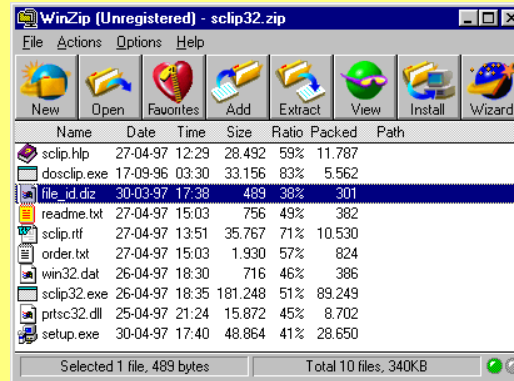 WinZip (Unregistered) - sclip32.zip
File Actions Options Help
New Open Favorites Add Extract View Install Wizard
Name Date Time Size Ratio Packed Path
sclip.hlp 27-04-97 12:29 28.492 59% 11.787
dosclip.exe 17-09-96 03:30 33.156 83% 5.562
file_id.diz 30-03-97 17:38 489 38% 301
readme.txt 27-04-97 15:03 756 49% 382
sclip.rtf 27-04-97 13:51 35.767 71% 10.530
order.txt 27-04-97 15:03 1.930 57% 824
win32.dat 26-04-97 18:30 716 46% 386
sclip32.exe 26-04-97 18:35 181.248 51% 89.249
prtsc32.dll 25-04-97 21:24 15.872 45% 8.702
setup.exe 30-04-97 17:40 48.864 41% 28.650
Selected 1 file, 489 bytes Total 10 files, 340KB